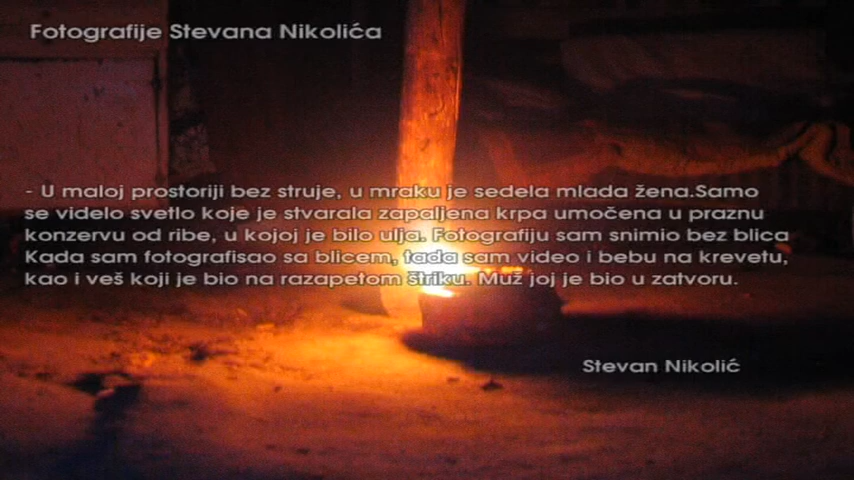 Fotografije Stevana Nikolića
- U maloj prostoriji bez struje, u mraku je sedela mlada žena.Samo
se videlo svetlo koje je stvarala zapaljena krpa umočena u praznu
konzervu od ribe, u kojoj je bilo ulja. Fotografiju sam snimio bez blica
Kada sam fotografisao sa blicem, tada sam video i bebu na krevetu,
kao i veš koji je bio na razapetom štriku. Muž joj je bio u zatvoru.
Stevan Nikolić